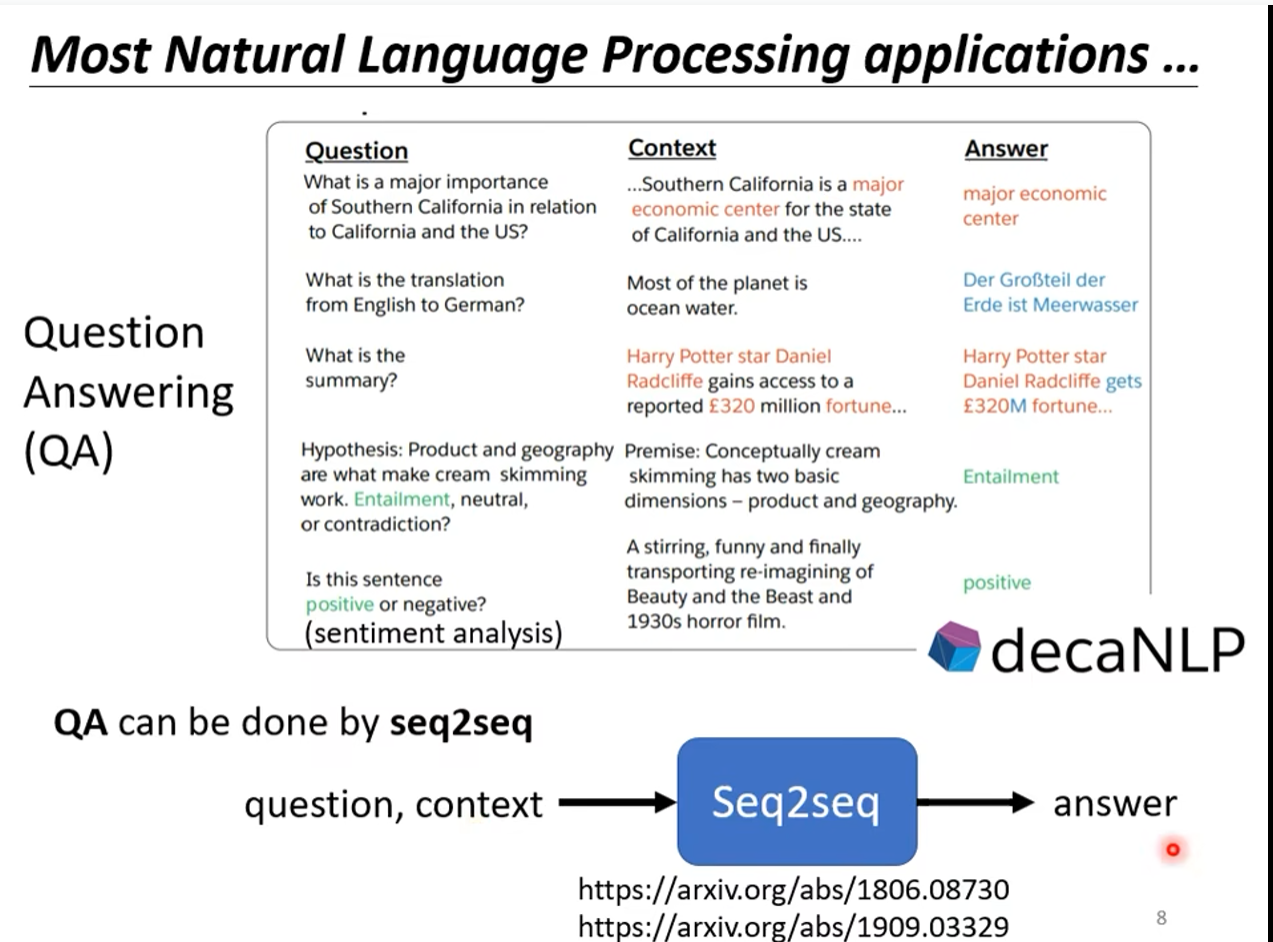 Most Natural Language Processing applications ...
Question
Answering
(QA)
Question
What is a major importance
of Southern California in relation
to California and the US?
Context
...Southern California is a major
economic center for the state
of California and the US....
Answer
major economic
center
What is the translation
from English to German?
Most of the planet is
ocean water.
Der Großteil der
Erde ist Meerwasser
What is the
summary?
Harry Potter star Daniel
Radcliffe gains access to a
reported £320 million fortune...
Harry Potter star
Daniel Radcliffe gets
£320M fortune...
Hypothesis: Product and geography
are what make cream skimming
work. Entailment, neutral,
or contradiction?
Premise: Conceptually cream
skimming has two basic
dimensions – product and geography.
Entailment
Is this sentence
positive or negative?
(sentiment analysis)
A stirring, funny and finally
transporting re-imagining of
Beauty and the Beast and
1930s horror film.
positive
decaNLP
QA can be done by seq2seq
question, context
Seq2seq
answer
https://arxiv.org/abs/1806.08730
https://arxiv.org/abs/1909.03329
8